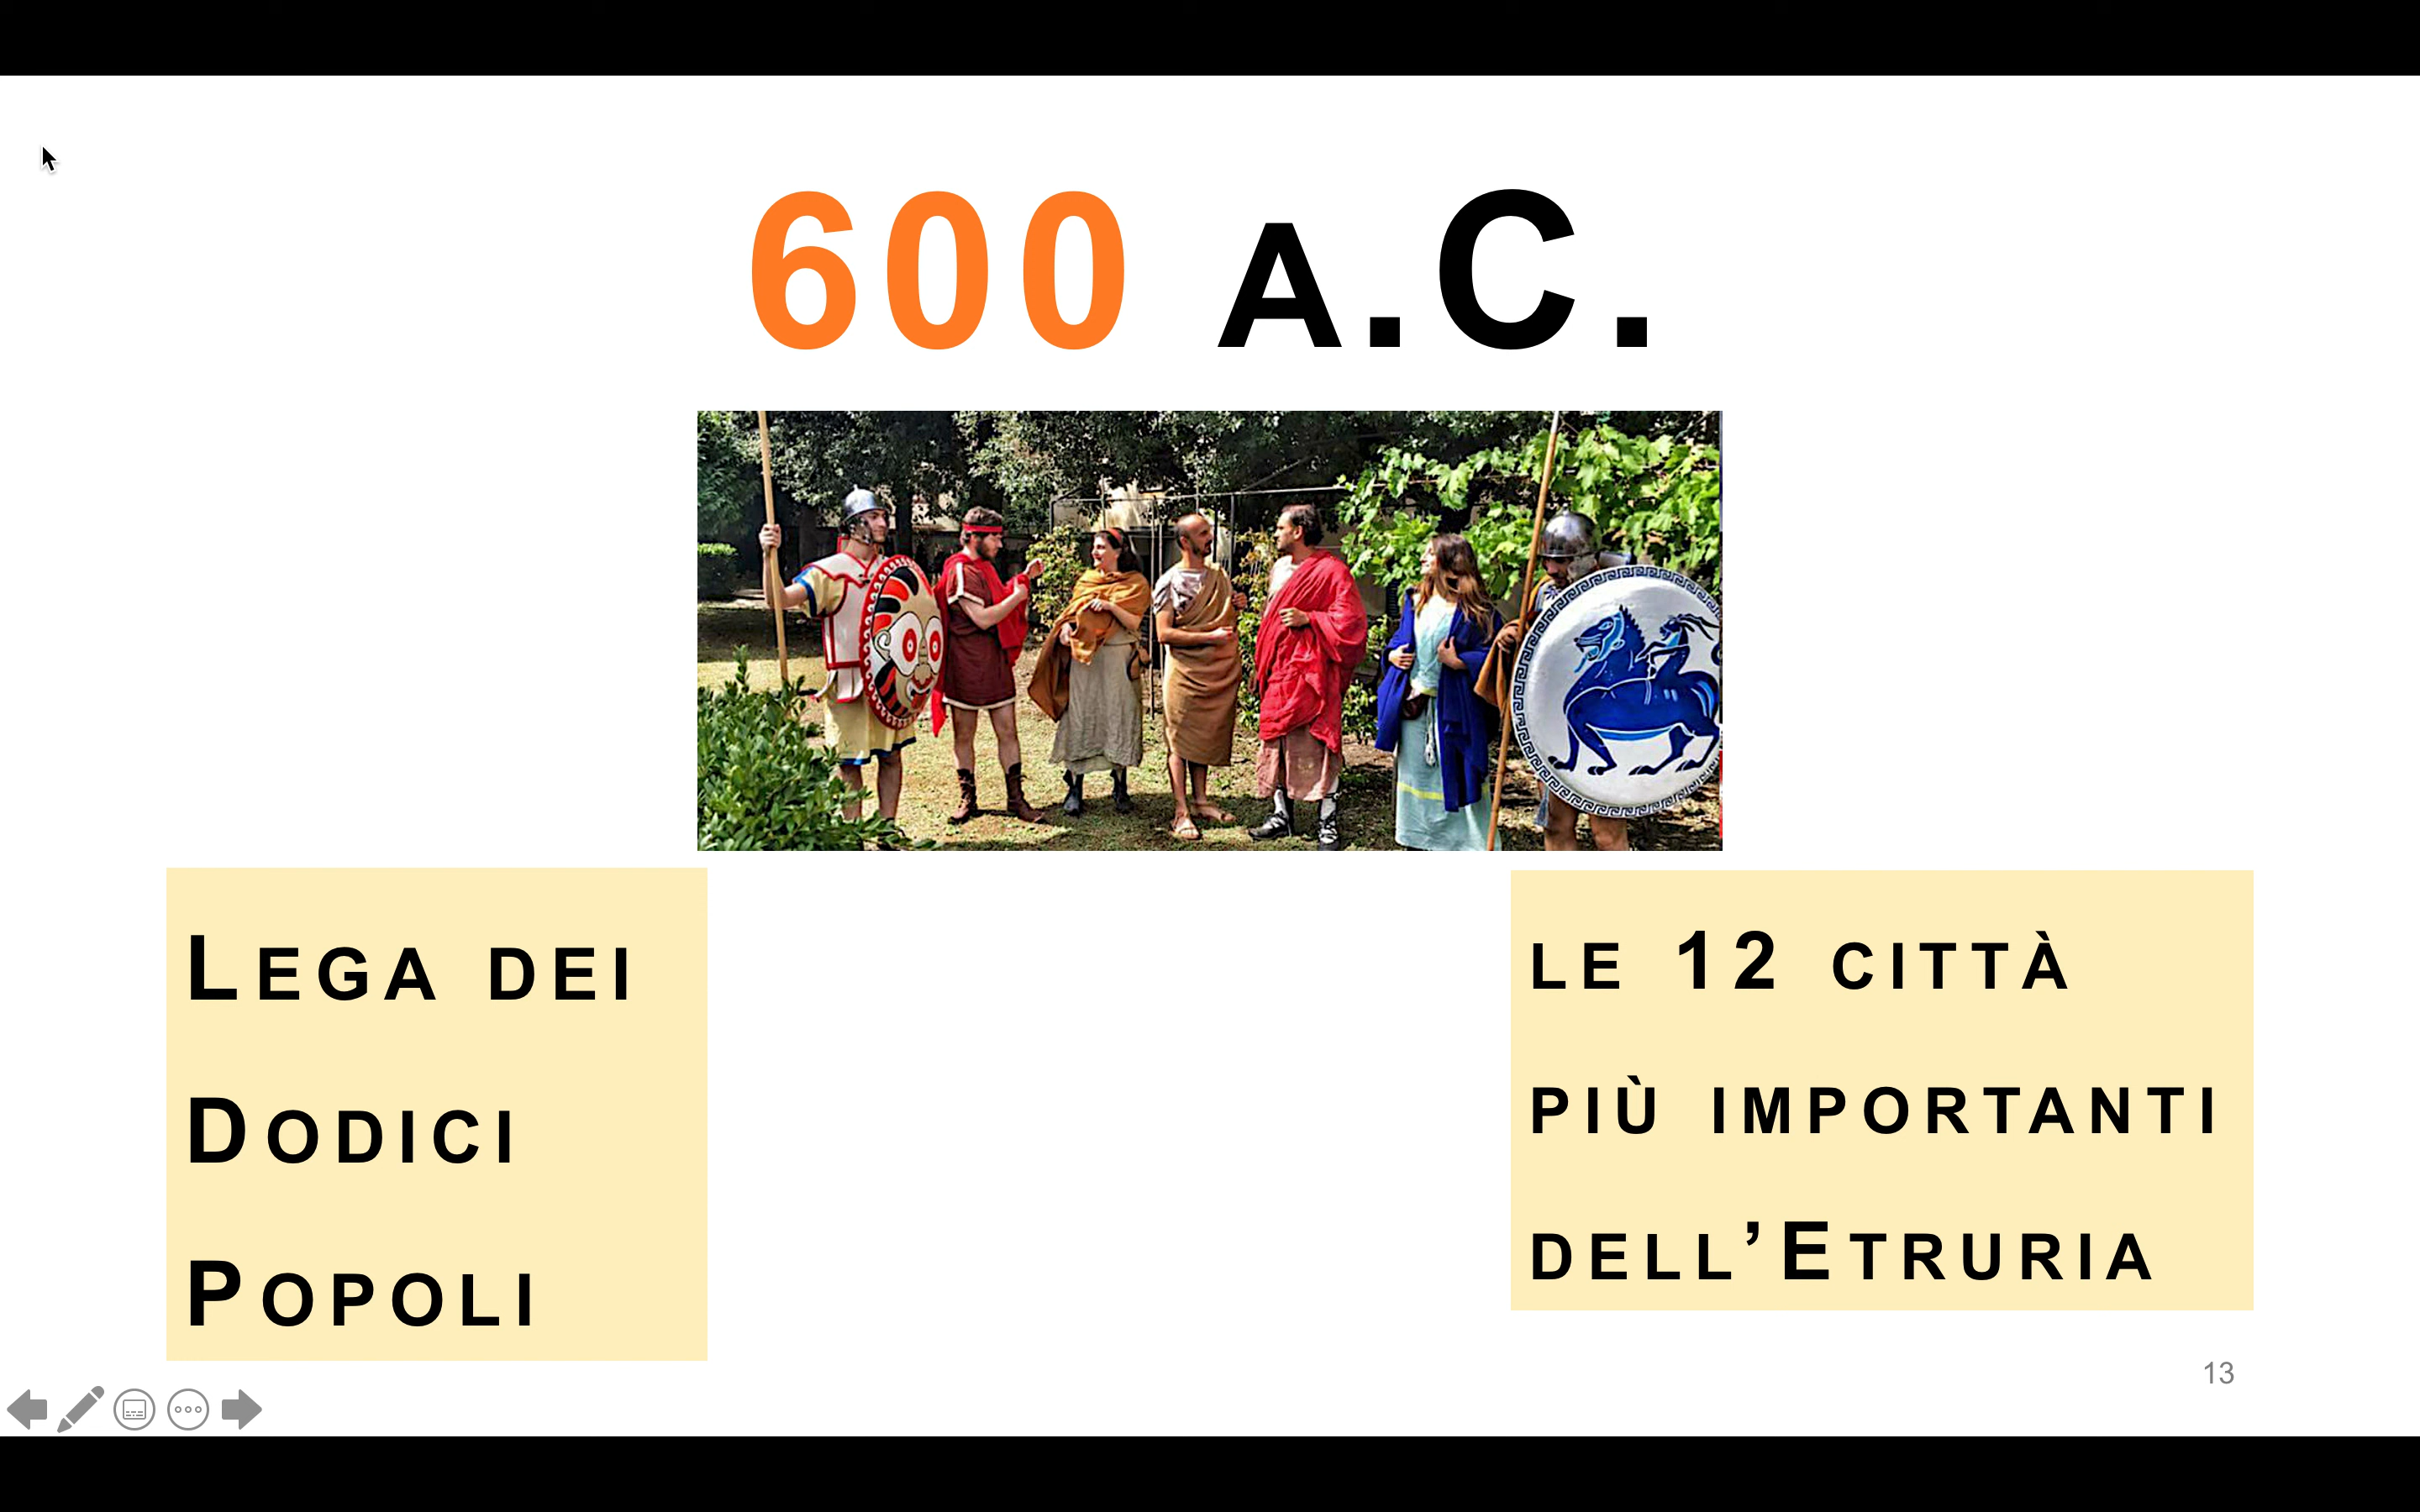 600 a.C.
Lega dei
Dodici
Popoli
le 12 città
più importanti
dell’Etruria
13